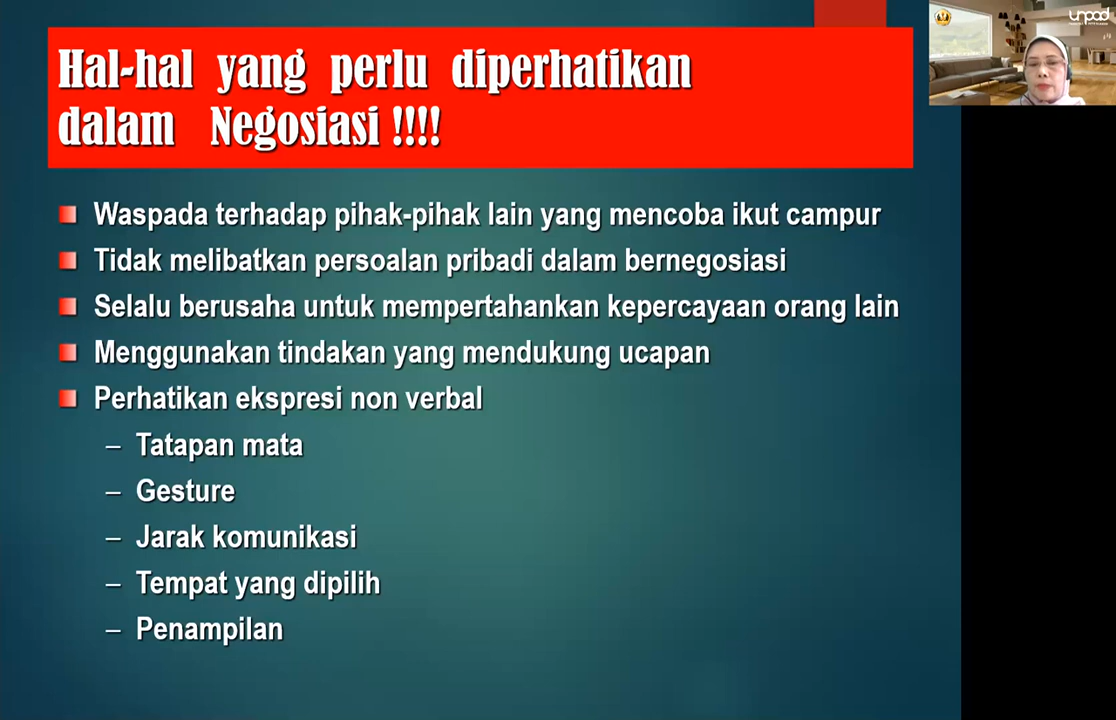 Hal-hal yang perlu diperhatikan
dalam Negosiasi !!!!
Waspada terhadap pihak-pihak lain yang mencoba ikut campur
Tidak melibatkan persoalan pribadi dalam bernegosiasi
Selalu berusaha untuk mempertahankan kepercayaan orang lain
Menggunakan tindakan yang mendukung ucapan
Perhatikan ekspresi non verbal
– Tatapan mata
– Gesture
– Jarak komunikasi
– Tempat yang dipilih
– Penampilan
unpad